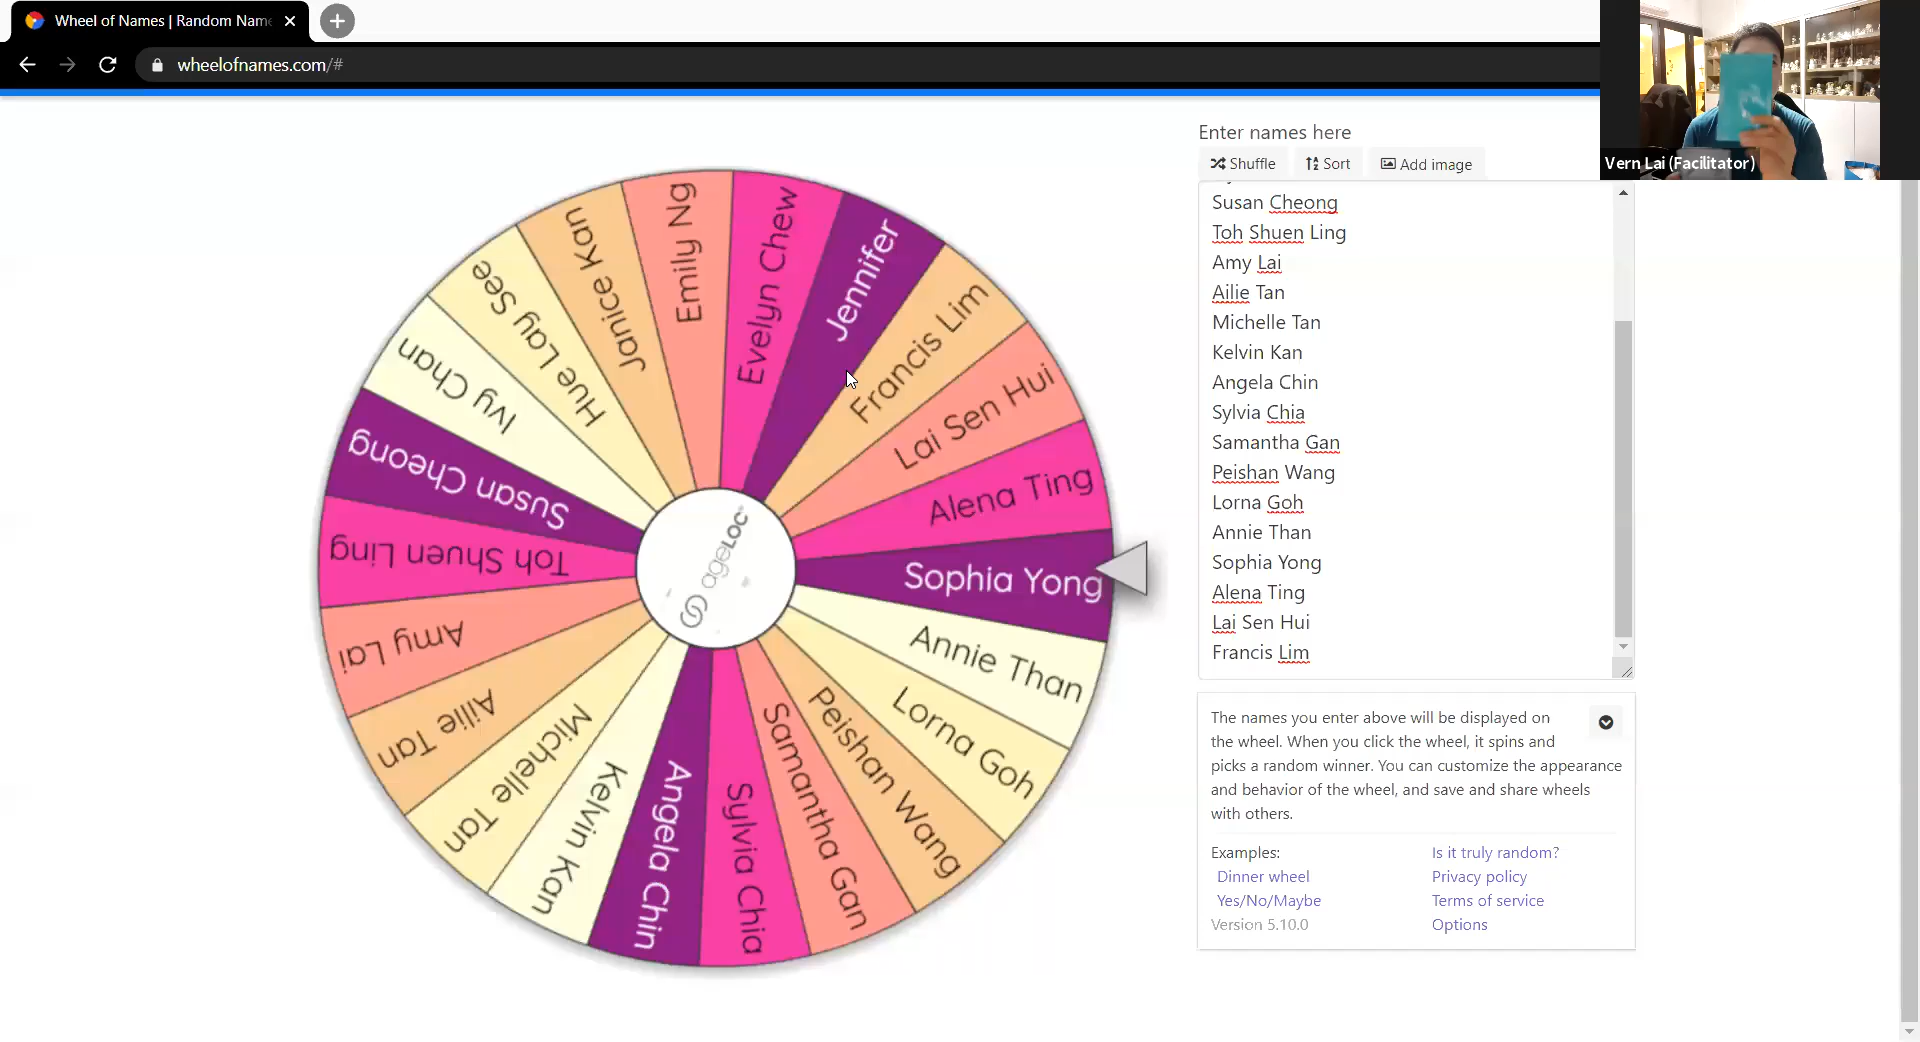 Wheel of Names | Random Name
wheelofnames.com/#
Vern Lai (Facilitator)
Enter names here
Shuffle
Sort
Add image
Susan Cheong
Toh Shuen Ling
Amy Lai
Ailie Tan
Michelle Tan
Kelvin Kan
Angela Chin
Sylvia Chia
Samantha Gan
Peishan Wang
Lorna Goh
Annie Than
Sophia Yong
Alena Ting
Lai Sen Hui
Francis Lim
Emily Ng
Evelyn Chew
Jennifer
Francis Lim
Lai Sen Hui
Alena Ting
Sophia Yong
Annie Than
Lorna Goh
Peishan Wang
Samantha Gan
Sylvia Chia
Angela Chin
Kelvin Kan
Michelle Tan
Ailie Tan
Amy Lai
Toh Shuen Ling
Susan Cheong
Ivy Chan
Hue Lay See
Janice Kan
ageLOC
The names you enter above will be displayed on
the wheel. When you click the wheel, it spins and
picks a random winner. You can customize the appearance
and behavior of the wheel, and save and share wheels
with others.
Examples:
Dinner wheel
Yes/No/Maybe
Version 5.10.0
Is it truly random?
Privacy policy
Terms of service
Options